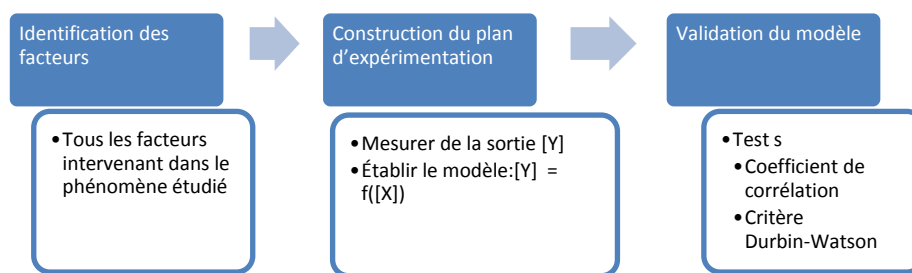 Identification des
facteurs
•Tous les facteurs
intervenant dans le
phénomène étudié
Construction du plan
d'expérimentation
•Mesurer de la sortie [Y]
•Établir le modèle:[Y] =
f([X])
Validation du modèle
•Test s
•Coefficient de
corrélation
•Critère
Durbin-Watson